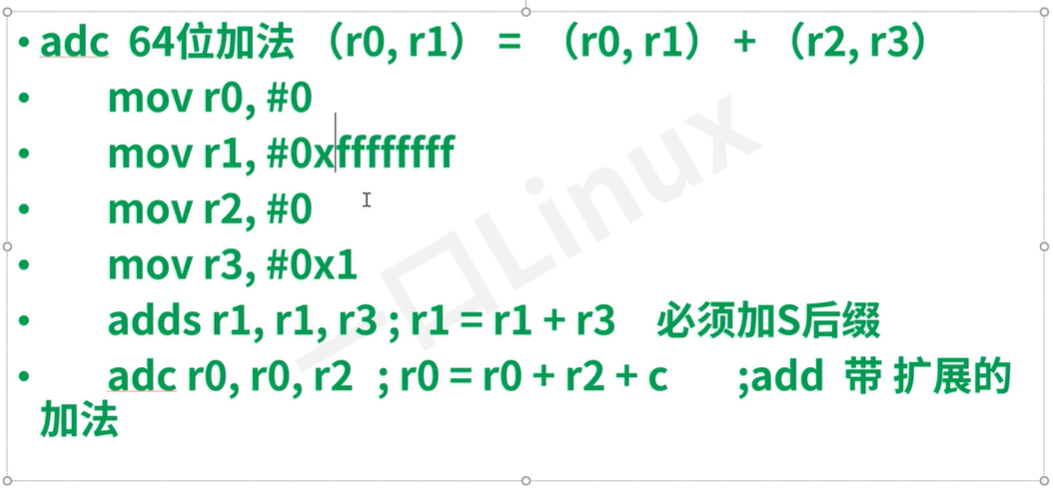 • adc 64位加法 （r0, r1） = （r0, r1） + （r2, r3）
• mov r0, #0
• mov r1, #0xffffffff
• mov r2, #0
• mov r3, #0x1
• adds r1, r1, r3 ; r1 = r1 + r3 必须加S后缀
• adc r0, r0, r2 ; r0 = r0 + r2 + c ;add 带 扩展的
加法
一口Linux